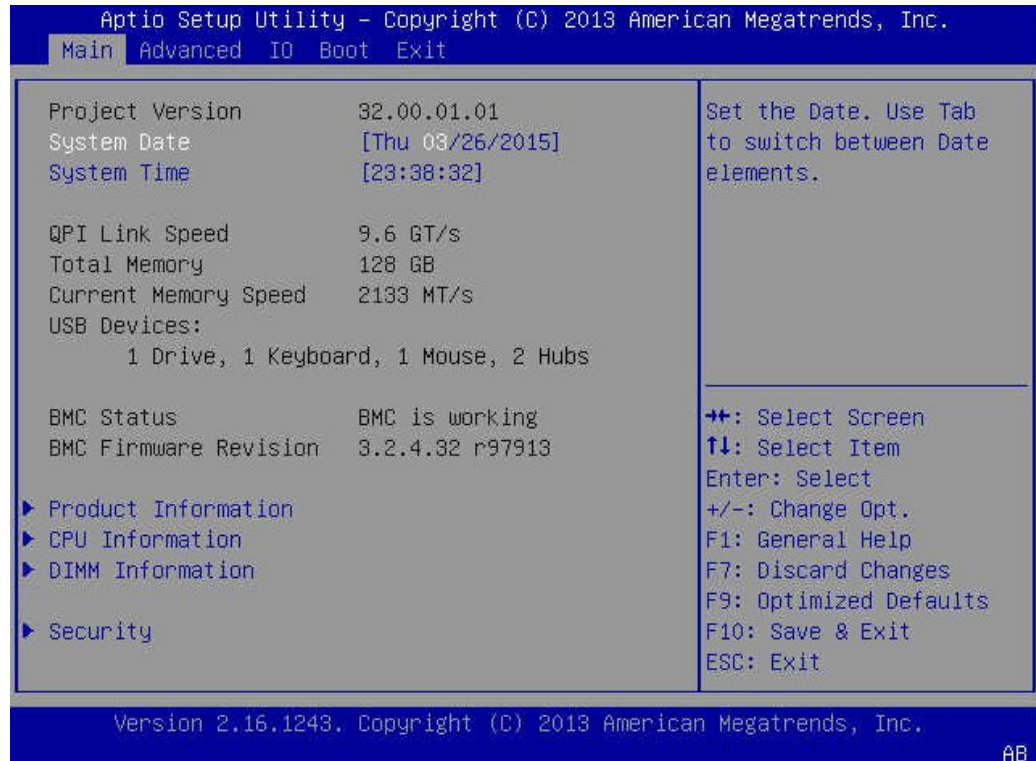 Aptio Setup Utility - Copyright (C) 2013 American Megatrends, Inc.
Main Advanced IO Boot Exit
Project Version 32.00.01.01
System Date [Thu 03/26/2015]
System Time [23:38:32]
QPI Link Speed 9.6 GT/s
Total Memory 128 GB
Current Memory Speed 2133 MT/s
USB Devices:
1 Drive, 1 Keyboard, 1 Mouse, 2 Hubs
BMC Status BMC is working
BMC Firmware Revision 3.2.4.32 r97913
Product Information
CPU Information
DIMM Information
Security
Set the Date. Use Tab
to switch between Date
elements.
→←: Select Screen
↑↓: Select Item
Enter: Select
+/-: Change Opt.
F1: General Help
F7: Discard Changes
F9: Optimized Defaults
F10: Save & Exit
ESC: Exit
Version 2.16.1243. Copyright (C) 2013 American Megatrends, Inc.
AB